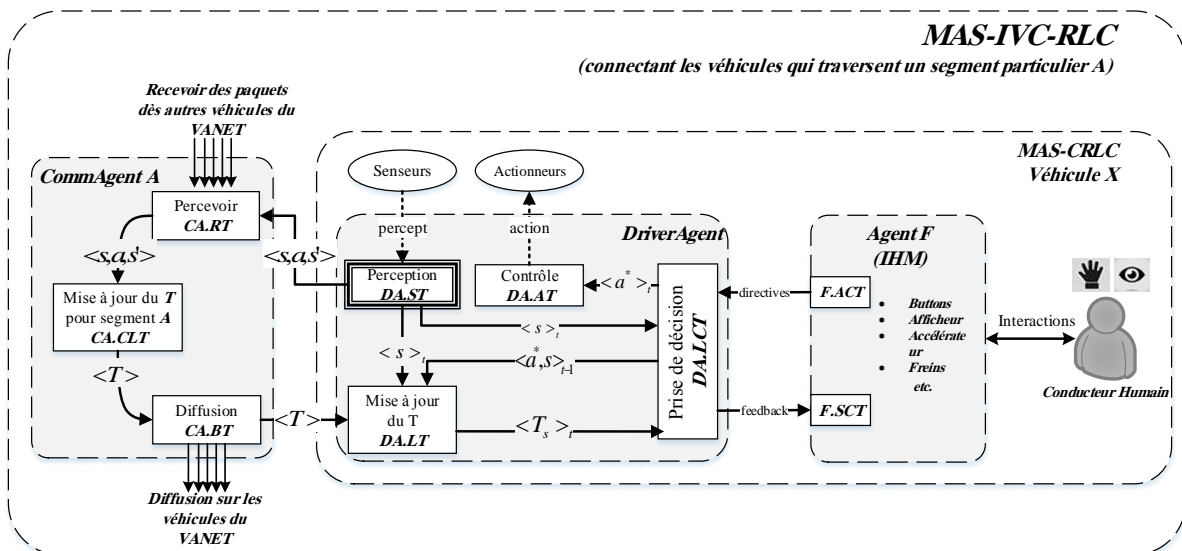 MAS-IVC-RLC
(connectant les véhicules qui traversent un segment particulier A)
Recevoir des paquets
dès autres véhicules du
VANET
CommAgent A
Percevoir
CA.RT
<s,a,s'>
Mise à jour du T
pour segment A
CA.CLT
<T>
Diffusion
CA.BT
Diffusion sur les
véhicules du
VANET
<s,a,s'>
<T>
MAS-CRLC
Véhicule X
Senseurs
Actionneurs
percept
action
DriverAgent
Perception
DA.ST
Contrôle
DA.AT
<a*>t
<s>t
<s>t
<a*,s>t-1
Mise à jour
du T
DA.LT
<Ts>t
Prise de décision
DA.LCT
directives
feedback
Agent F
(IHM)
F.ACT
• Buttons
• Afficheur
• Accélérate
ur
• Freins
etc.
F.SCT
Interactions
Conducteur Humain